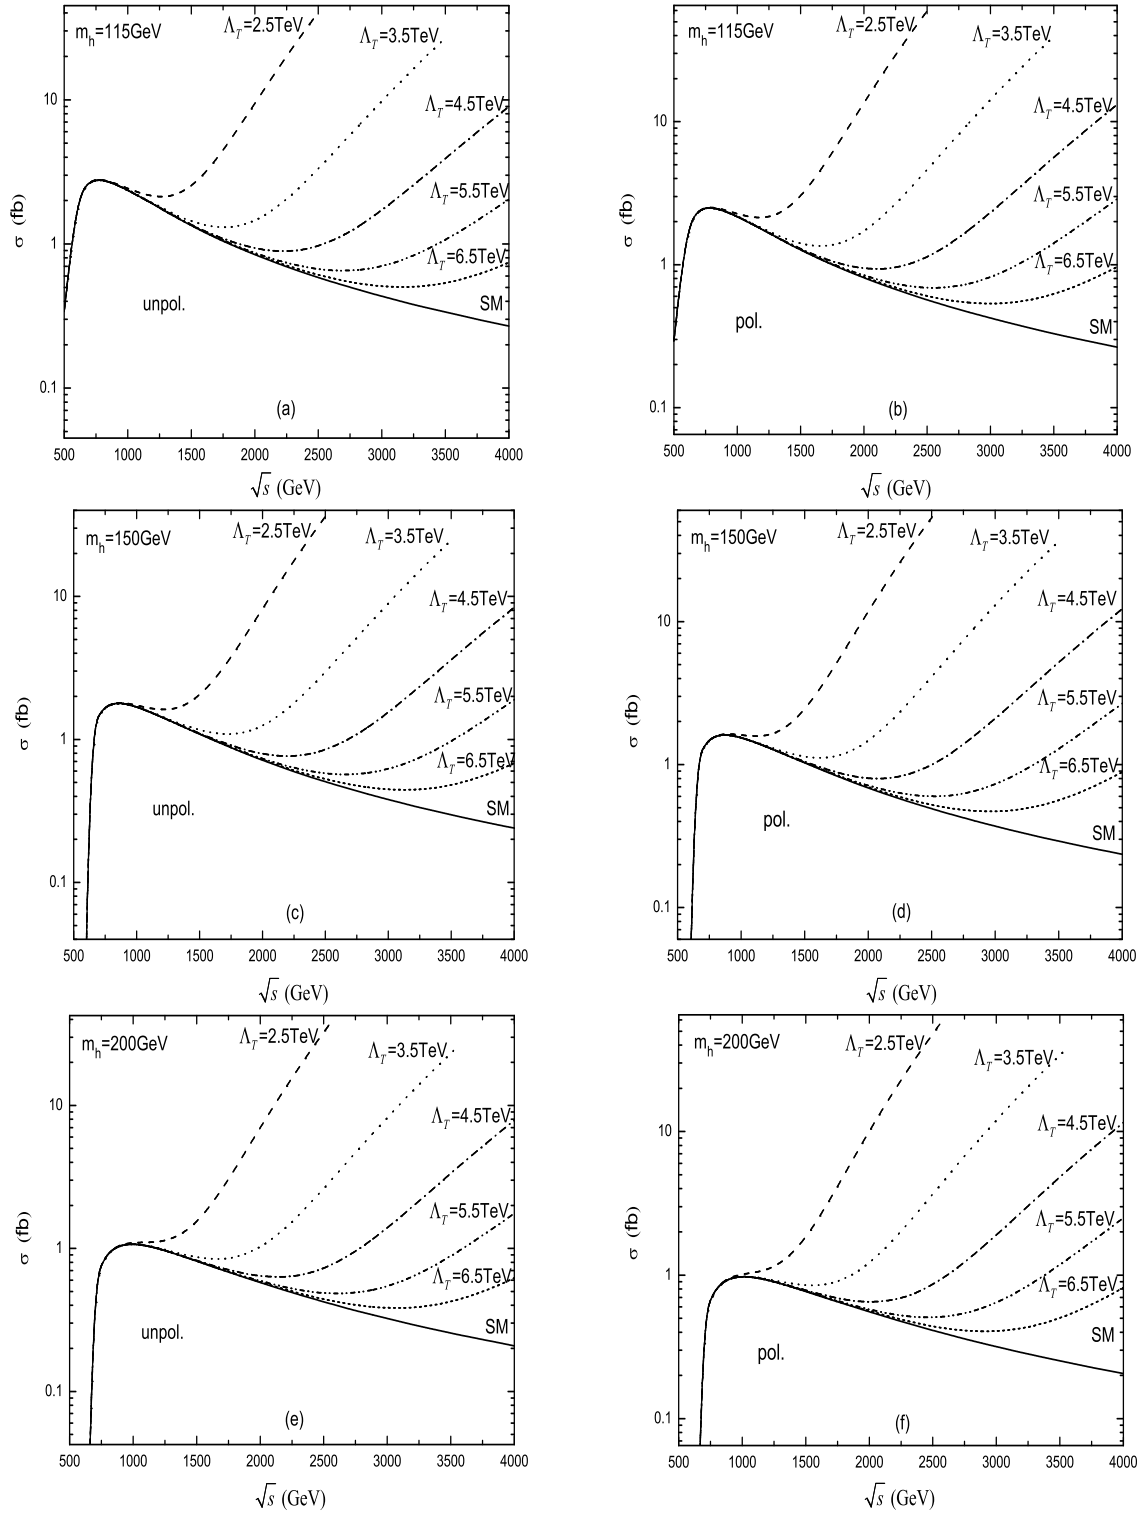 m_h=115GeV
Λ_T=2.5TeV
Λ_T=3.5TeV
Λ_T=4.5TeV
Λ_T=5.5TeV
Λ_T=6.5TeV
SM
unpol.
(a)
10
1
0.1
σ (fb)
500 1000 1500 2000 2500 3000 3500 4000
√s (GeV)
m_h=115GeV
Λ_T=2.5TeV
Λ_T=3.5TeV
Λ_T=4.5TeV
Λ_T=5.5TeV
Λ_T=6.5TeV
SM
pol.
(b)
10
1
0.1
σ (fb)
500 1000 1500 2000 2500 3000 3500 4000
√s (GeV)
m_h=150GeV
Λ_T=2.5TeV
Λ_T=3.5TeV
Λ_T=4.5TeV
Λ_T=5.5TeV
Λ_T=6.5TeV
SM
unpol.
(c)
10
1
0.1
σ (fb)
500 1000 1500 2000 2500 3000 3500 4000
√s (GeV)
m_h=150GeV
Λ_T=2.5TeV
Λ_T=3.5TeV
Λ_T=4.5TeV
Λ_T=5.5TeV
Λ_T=6.5TeV
SM
pol.
(d)
10
1
0.1
σ (fb)
500 1000 1500 2000 2500 3000 3500 4000
√s (GeV)
m_h=200GeV
Λ_T=2.5TeV
Λ_T=3.5TeV
Λ_T=4.5TeV
Λ_T=5.5TeV
Λ_T=6.5TeV
SM
unpol.
(e)
10
1
0.1
σ (fb)
500 1000 1500 2000 2500 3000 3500 4000
√s (GeV)
m_h=200GeV
Λ_T=2.5TeV
Λ_T=3.5TeV
Λ_T=4.5TeV
Λ_T=5.5TeV
Λ_T=6.5TeV
SM
pol.
(f)
10
1
0.1
σ (fb)
500 1000 1500 2000 2500 3000 3500 4000
√s (GeV)